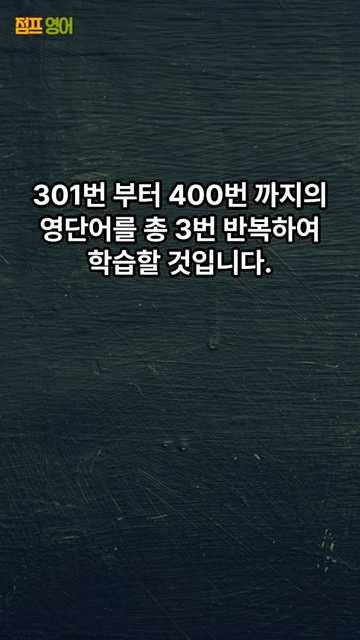 점프 영어
301번 부터 400번 까지의
영단어를 총 3번 반복하여
학습할 것입니다.